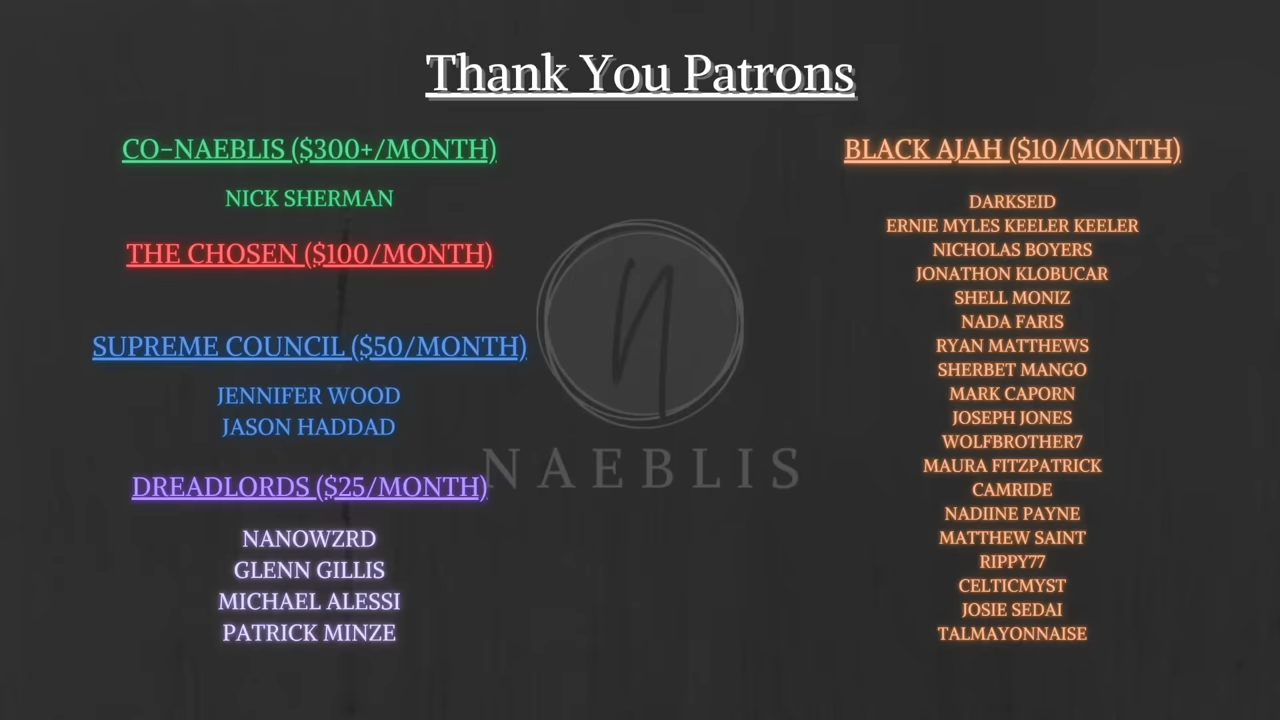 Thank You Patrons
CO-NAEBLIS ($300+/MONTH)
NICK SHERMAN
THE CHOSEN ($100/MONTH)
SUPREME COUNCIL ($50/MONTH)
JENNIFER WOOD
JASON HADDAD
DREADLORDS ($25/MONTH)
NANOWZRD
GLENN GILLIS
MICHAEL ALESSI
PATRICK MINZE
n
NAEBLIS
BLACK AJAH ($10/MONTH)
DARKSEID
ERNIE MYLES KEELER KEELER
NICHOLAS BOYERS
JONATHON KLOBUCAR
SHELL MONIZ
NADA FARIS
RYAN MATTHEWS
SHERBET MANGO
MARK CAPORN
JOSEPH JONES
WOLFBROTHER7
MAURA FITZPATRICK
CAMRIDE
NADIINE PAYNE
MATTHEW SAINT
RIPPY77
CELTICMYST
JOSIE SEDAI
TALMAYONNAISE